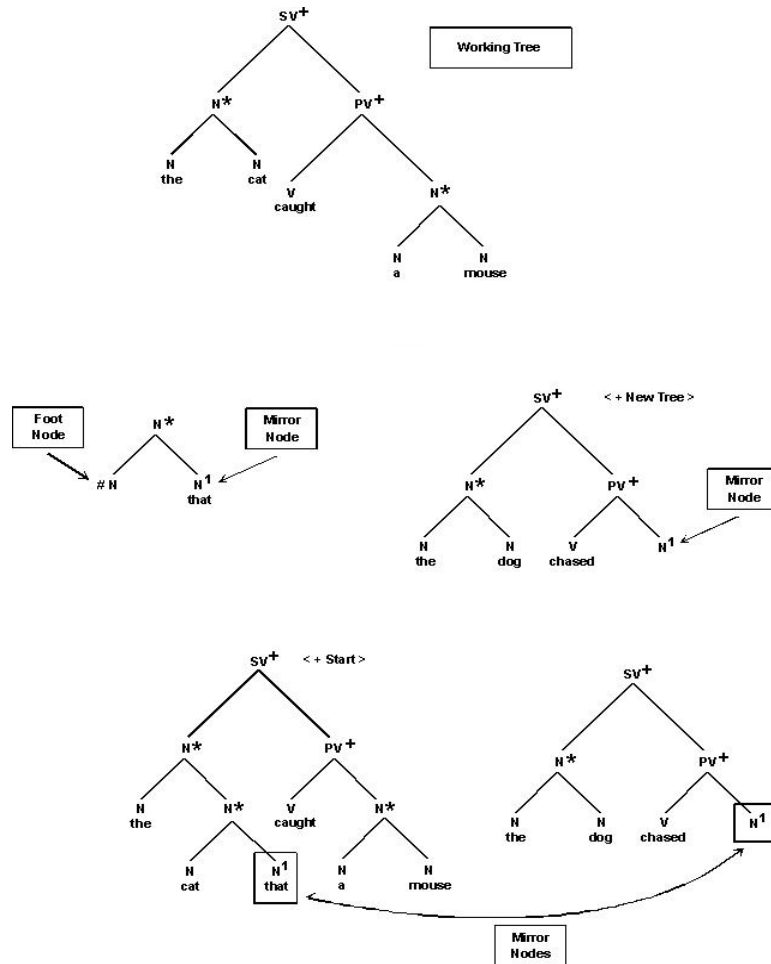 SV+
Working Tree
N* PV+
N N
the cat
V N*
caught
N N
a mouse
SV+ < + New Tree >
Foot Node
N*
Mirror Node
# N N1
that
N* PV+
Mirror Node
N N V N1
the dog chased
SV+ < + Start >
SV+
N* PV+
N* PV+
N N* V N*
the caught
N N V N1
the dog chased
N N1 N N
cat that a mouse
Mirror Nodes